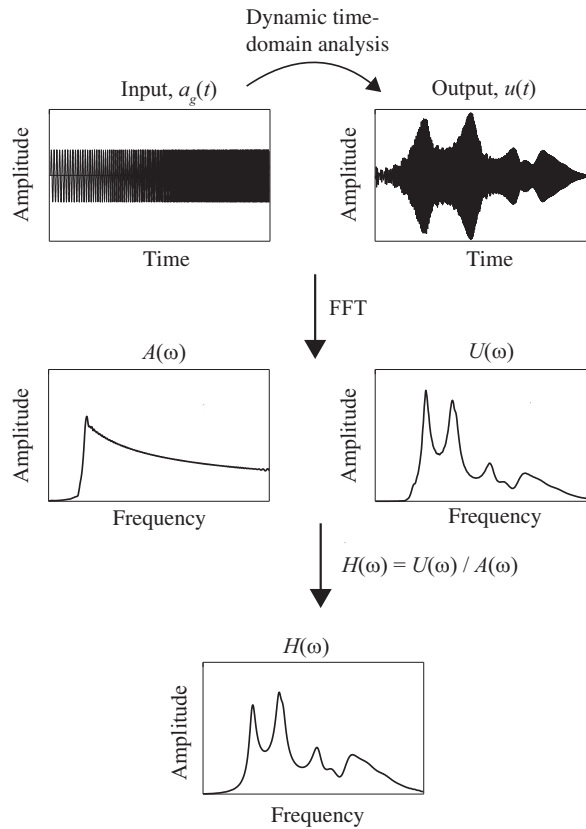 Dynamic time-
domain analysis
Input, a_g(t)
Output, u(t)
Amplitude
Time
Amplitude
Time
FFT
A(ω)
U(ω)
Amplitude
Frequency
Amplitude
Frequency
H(ω) = U(ω) / A(ω)
H(ω)
Amplitude
Frequency